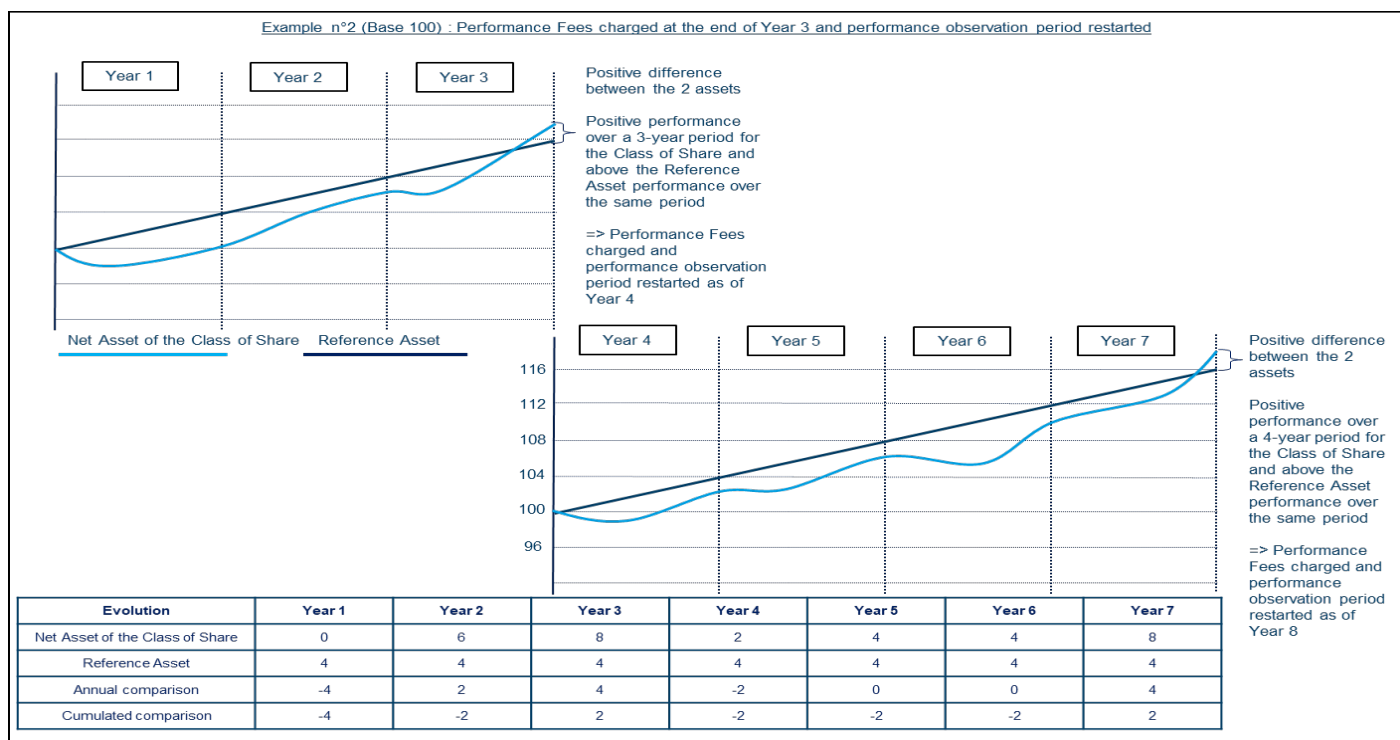 Example n°2 (Base 100) : Performance Fees charged at the end of Year 3 and performance observation period restarted
Year 1
Year 2
Year 3
Positive difference
between the 2 assets
Positive performance
over a 3-year period for
the Class of Share and
above the Reference
Asset performance over
the same period
=> Performance Fees
charged and
performance observation
period restarted as of
Year 4
Net Asset of the Class of Share
Reference Asset
Year 4
Year 5
Year 6
Year 7
116
112
108
104
100
96
Positive difference
between the 2
assets
Positive
performance over
a 4-year period for
the Class of Share
and above the
Reference Asset
performance over
the same period
=> Performance
Fees charged and
performance
observation period
restarted as of
Year 8
Evolution Year 1 Year 2 Year 3 Year 4 Year 5 Year 6 Year 7
Net Asset of the Class of Share 0 6 8 2 4 4 8
Reference Asset 4 4 4 4 4 4 4
Annual comparison -4 2 4 -2 0 0 4
Cumulated comparison -4 -2 2 -2 -2 -2 2